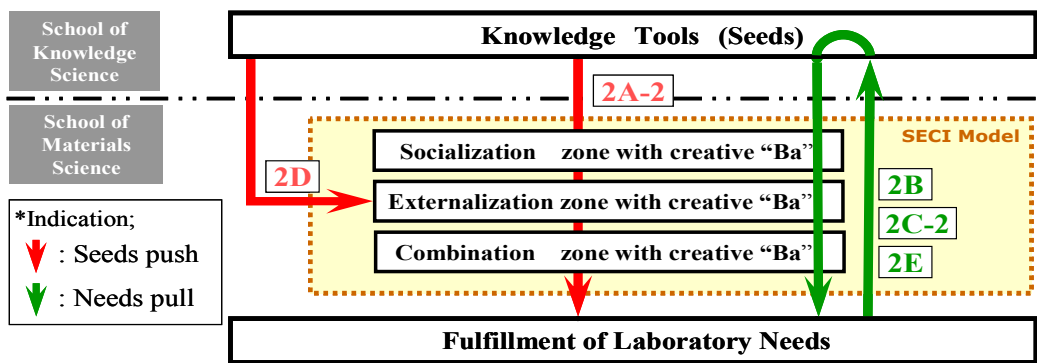 School of
Knowledge
Science
Knowledge Tools (Seeds)
2A-2
School of
Materials
Science
SECI Model
Socialization zone with creative “Ba”
2D
Externalization zone with creative “Ba”
2B
2C-2
Combination zone with creative “Ba”
2E
*Indication;
: Seeds push
: Needs pull
Fulfillment of Laboratory Needs